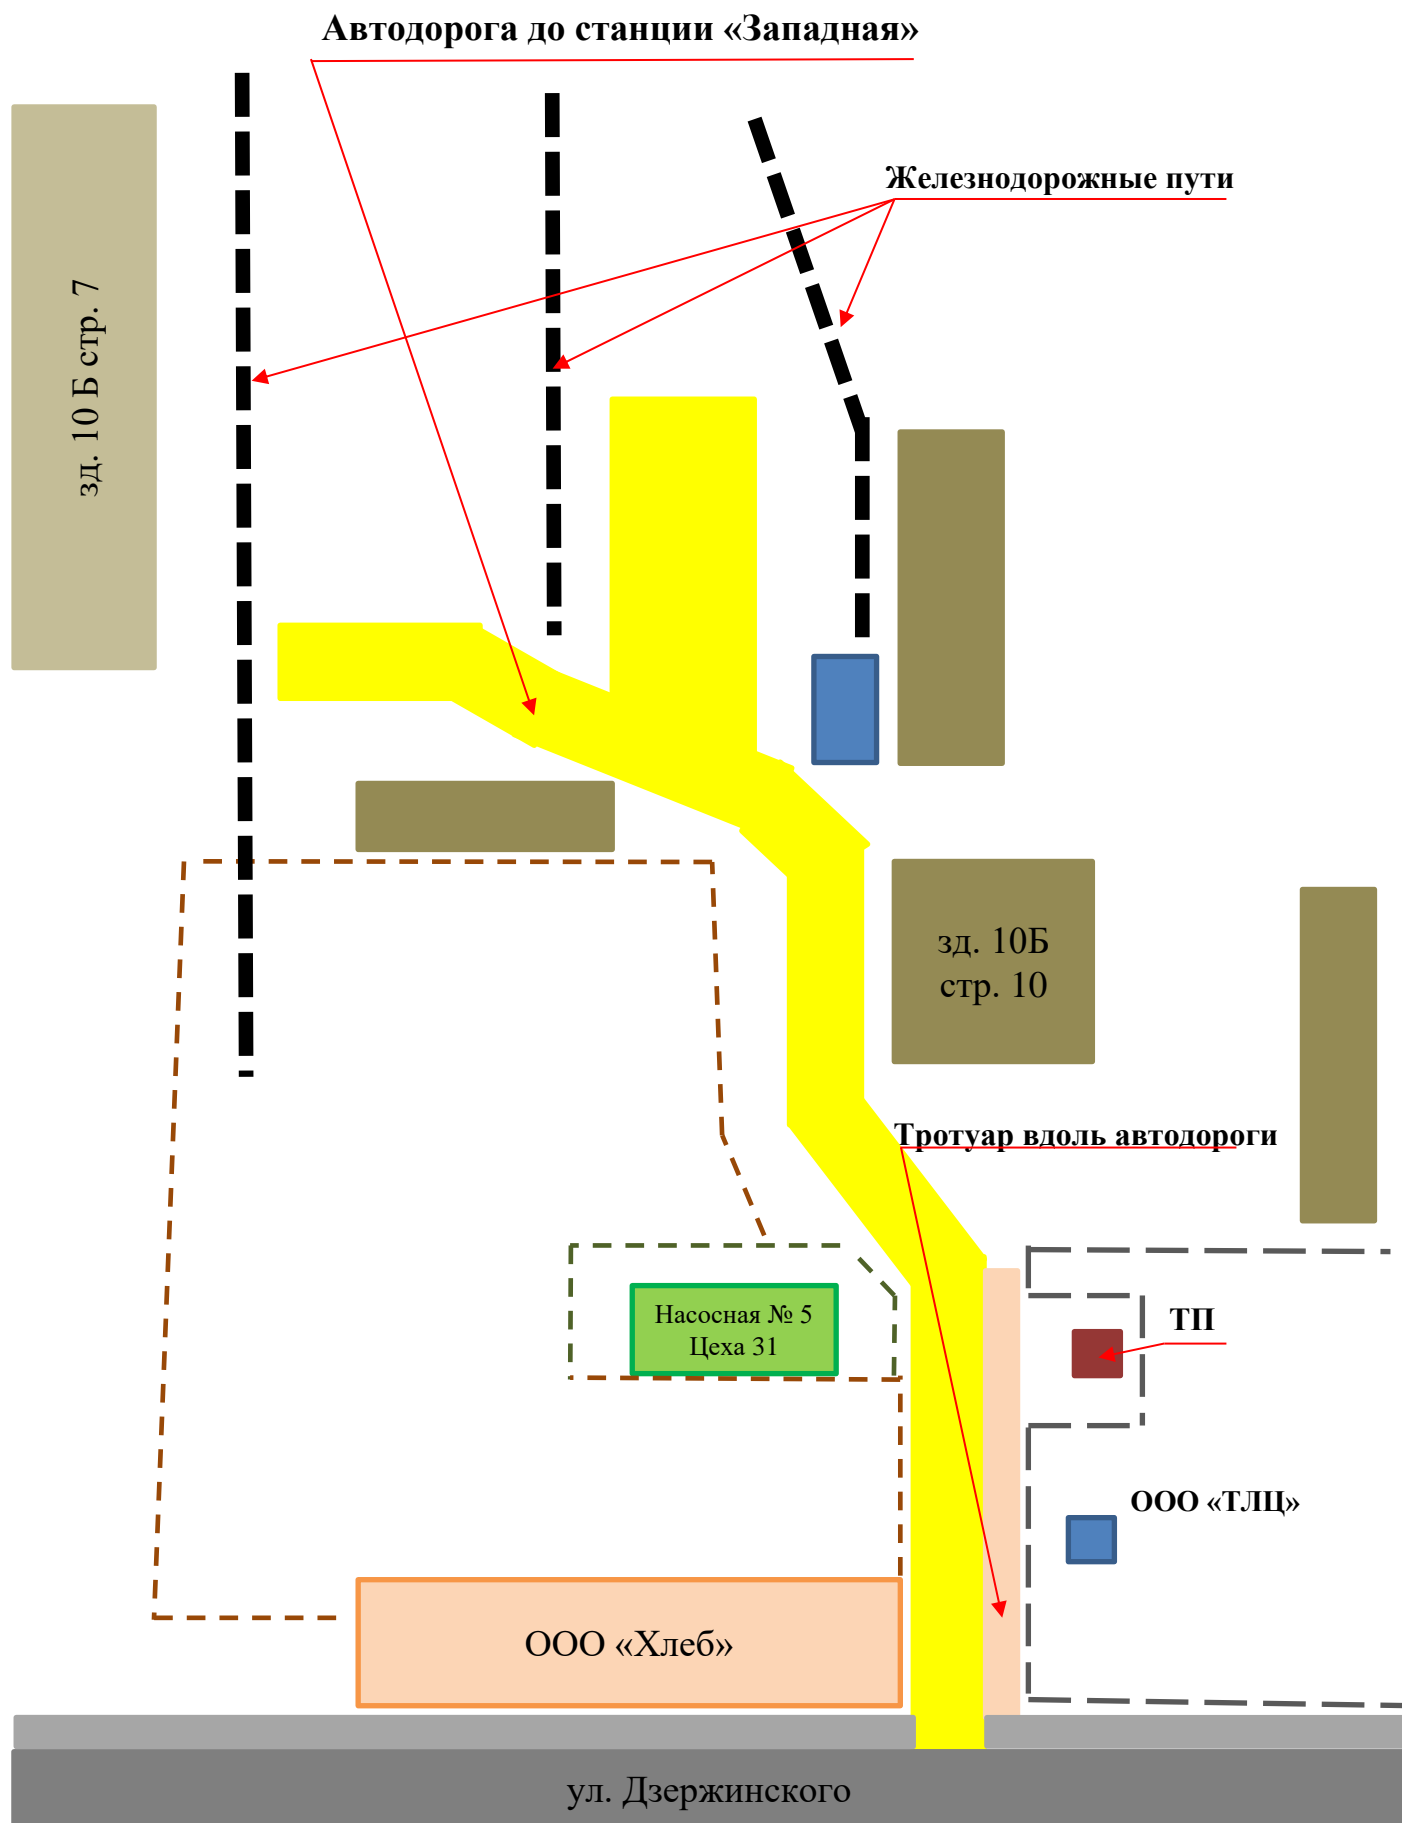 Автодорога до станции «Западная»
Железнодорожные пути
зд. 10 Б стр. 7
зд. 10Б
стр. 10
Тротуар вдоль автодороги
Насосная № 5
Цеха 31
ТП
ООО «ТЛЦ»
ООО «Хлеб»
ул. Дзержинского